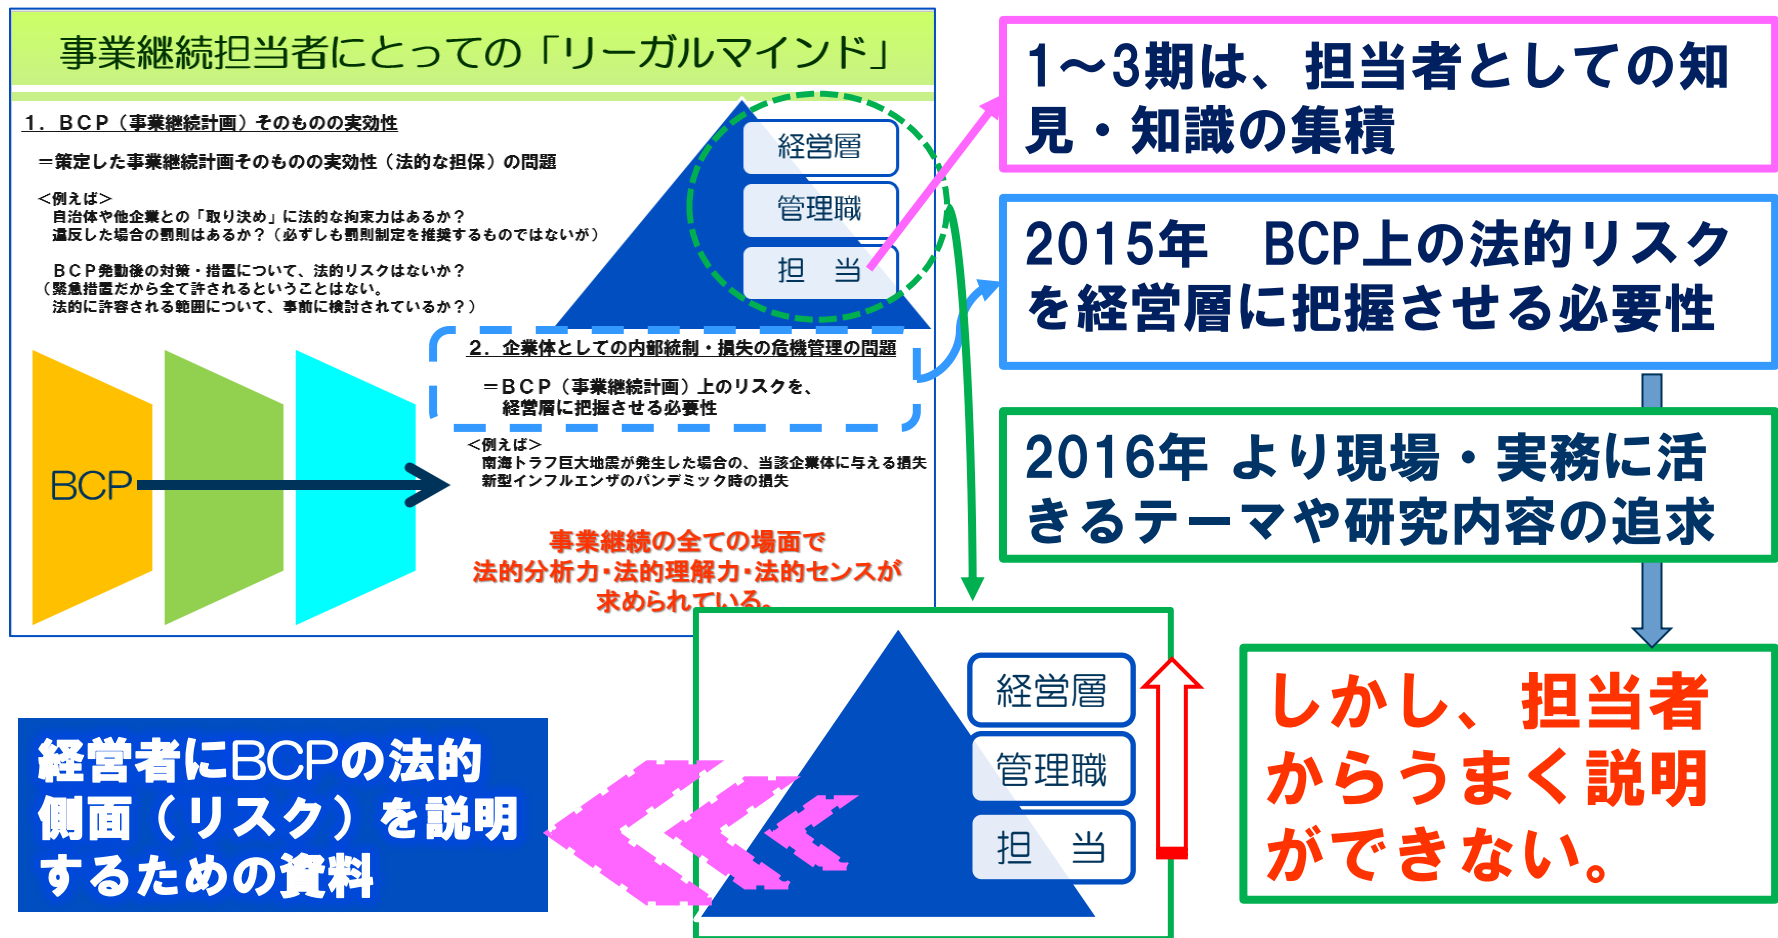 事業継続担当者にとっての「リーガルマインド」
1．ＢＣＰ（事業継続計画）そのものの実効性
＝策定した事業継続計画そのものの実効性（法的な担保）の問題
＜例えば＞
自治体や他企業との「取り決め」に法的な拘束力はあるか？
違反した場合の罰則はあるか？（必ずしも罰則制定を推奨するものではないが）
ＢＣＰ発動後の対策・措置について、法的リスクはないか？
（緊急措置だから全て許されるということはない。
法的に許容される範囲について、事前に検討されているか？）
経営層
管理職
担　当
２．企業体としての内部統制・損失の危機管理の問題
＝ＢＣＰ（事業継続計画）上のリスクを、
経営層に把握させる必要性
＜例えば＞
南海トラフ巨大地震が発生した場合の、当該企業体に与える損失
新型インフルエンザのパンデミック時の損失
BCP
事業継続の全ての場面で
法的分析力・法的理解力・法的センスが
求められている。
1～3期は、担当者としての知
見・知識の集積
2015年　BCP上の法的リスク
を経営層に把握させる必要性
2016年 より現場・実務に活
きるテーマや研究内容の追求
しかし、担当者
からうまく説明
ができない。
経営層
管理職
担　当
経営者にBCPの法的
側面（リスク）を説明
するための資料